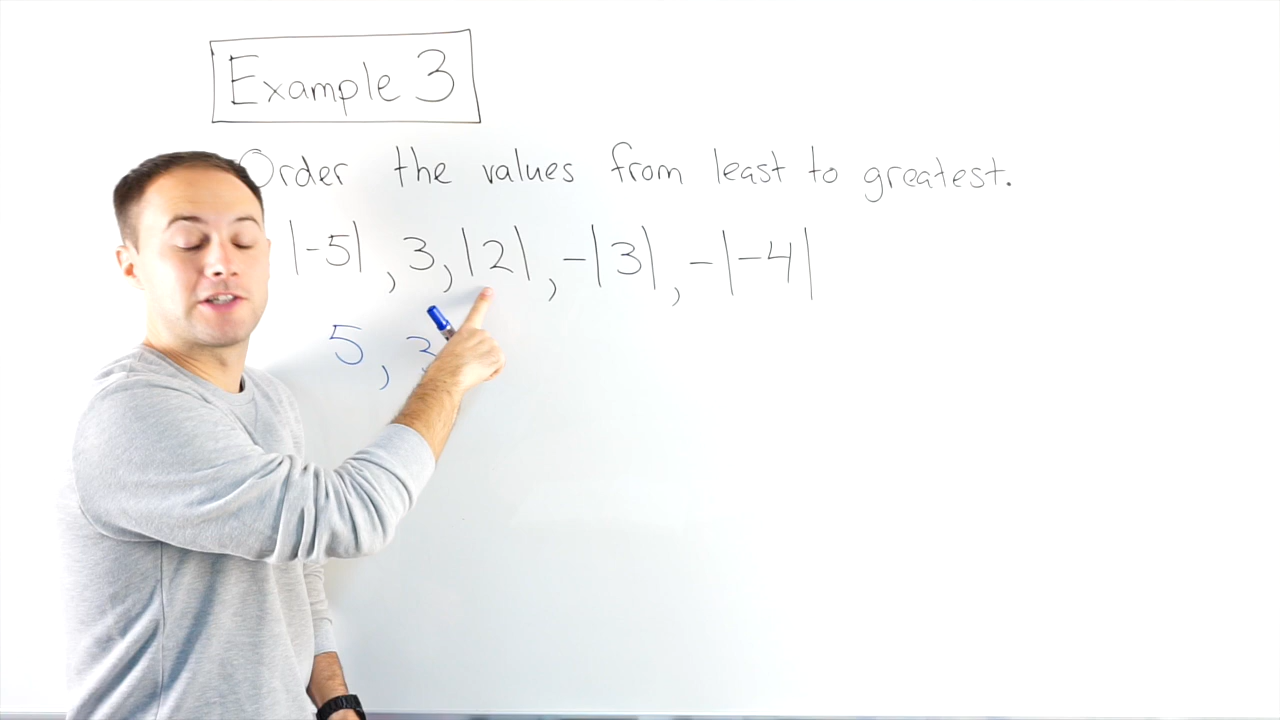 Example 3
Order the values from least to greatest.
|-5|, 3, |2|, -|3|, -|-4|
5, 3